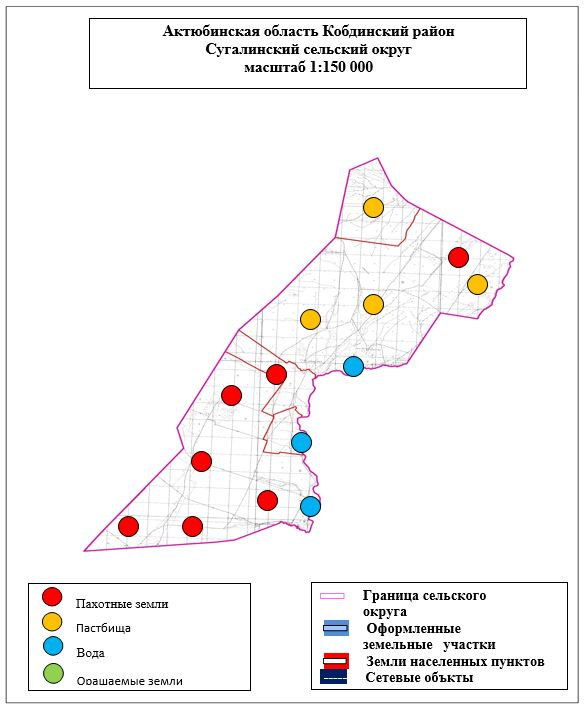 Актюбинская область Кобдинский район
Сугалинский сельский округ
масштаб 1:150 000
Пахотные земли
Пастбища
Вода
Орашаемые земли
Граница сельского
округа
Оформленные
земельные участки
Земли населенных пунктов
Сетевые объкты